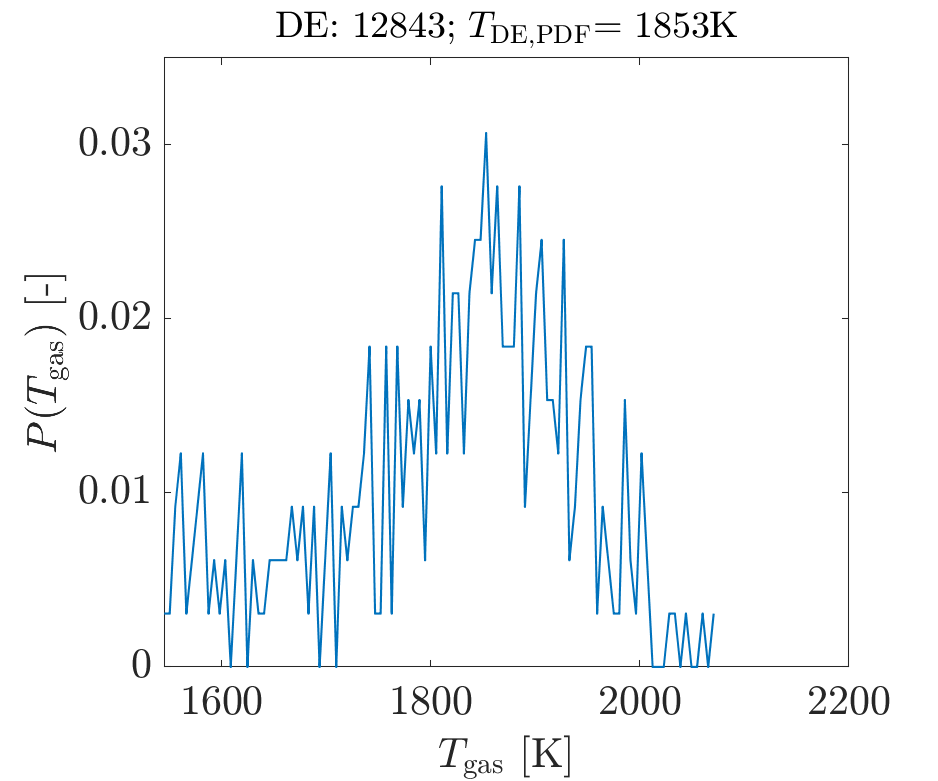 DE: 12843; T_DE,PDF= 1853K
P(T_gas) [-]
0.03
0.02
0.01
0
1600 1800 2000 2200
T_gas [K]